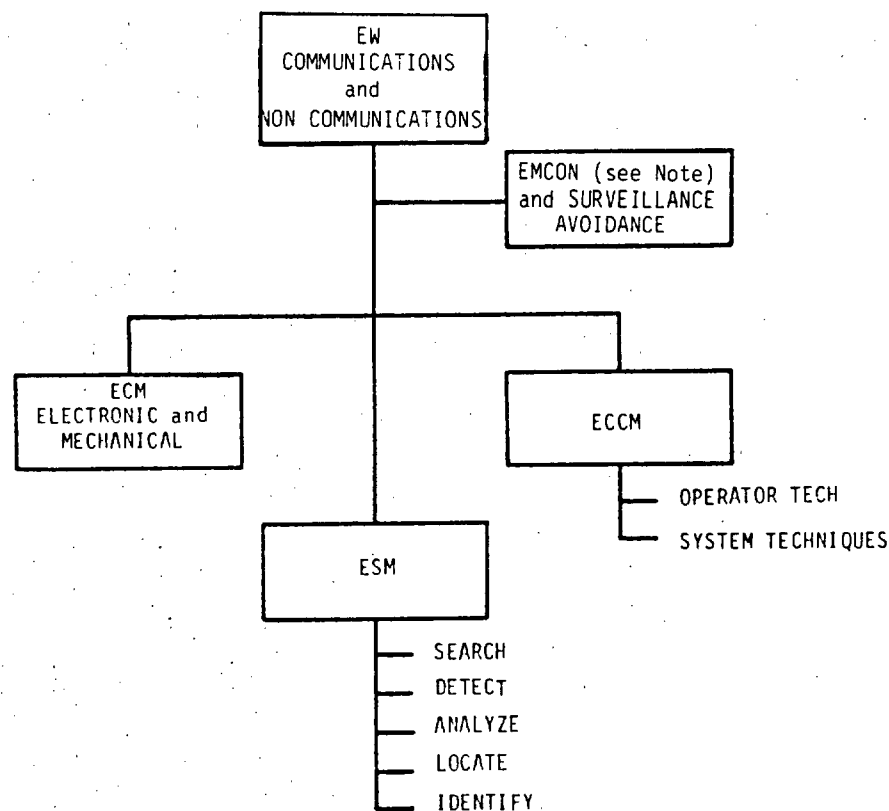 EW
COMMUNICATIONS
and
NON COMMUNICATIONS
EMCON (see Note)
and SURVEILLANCE
AVOIDANCE
ECM
ELECTRONIC and
MECHANICAL
ECCM
OPERATOR TECH
SYSTEM TECHNIQUES
ESM
SEARCH
DETECT
ANALYZE
LOCATE
IDENTIFY